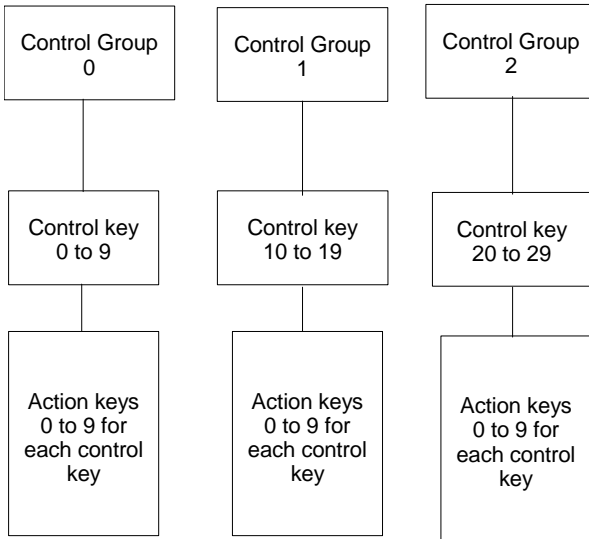 Control Group
0
Control Group
1
Control Group
2
Control key
0 to 9
Control key
10 to 19
Control key
20 to 29
Action keys
0 to 9 for
each control
key
Action keys
0 to 9 for
each control
key
Action keys
0 to 9 for
each control
key